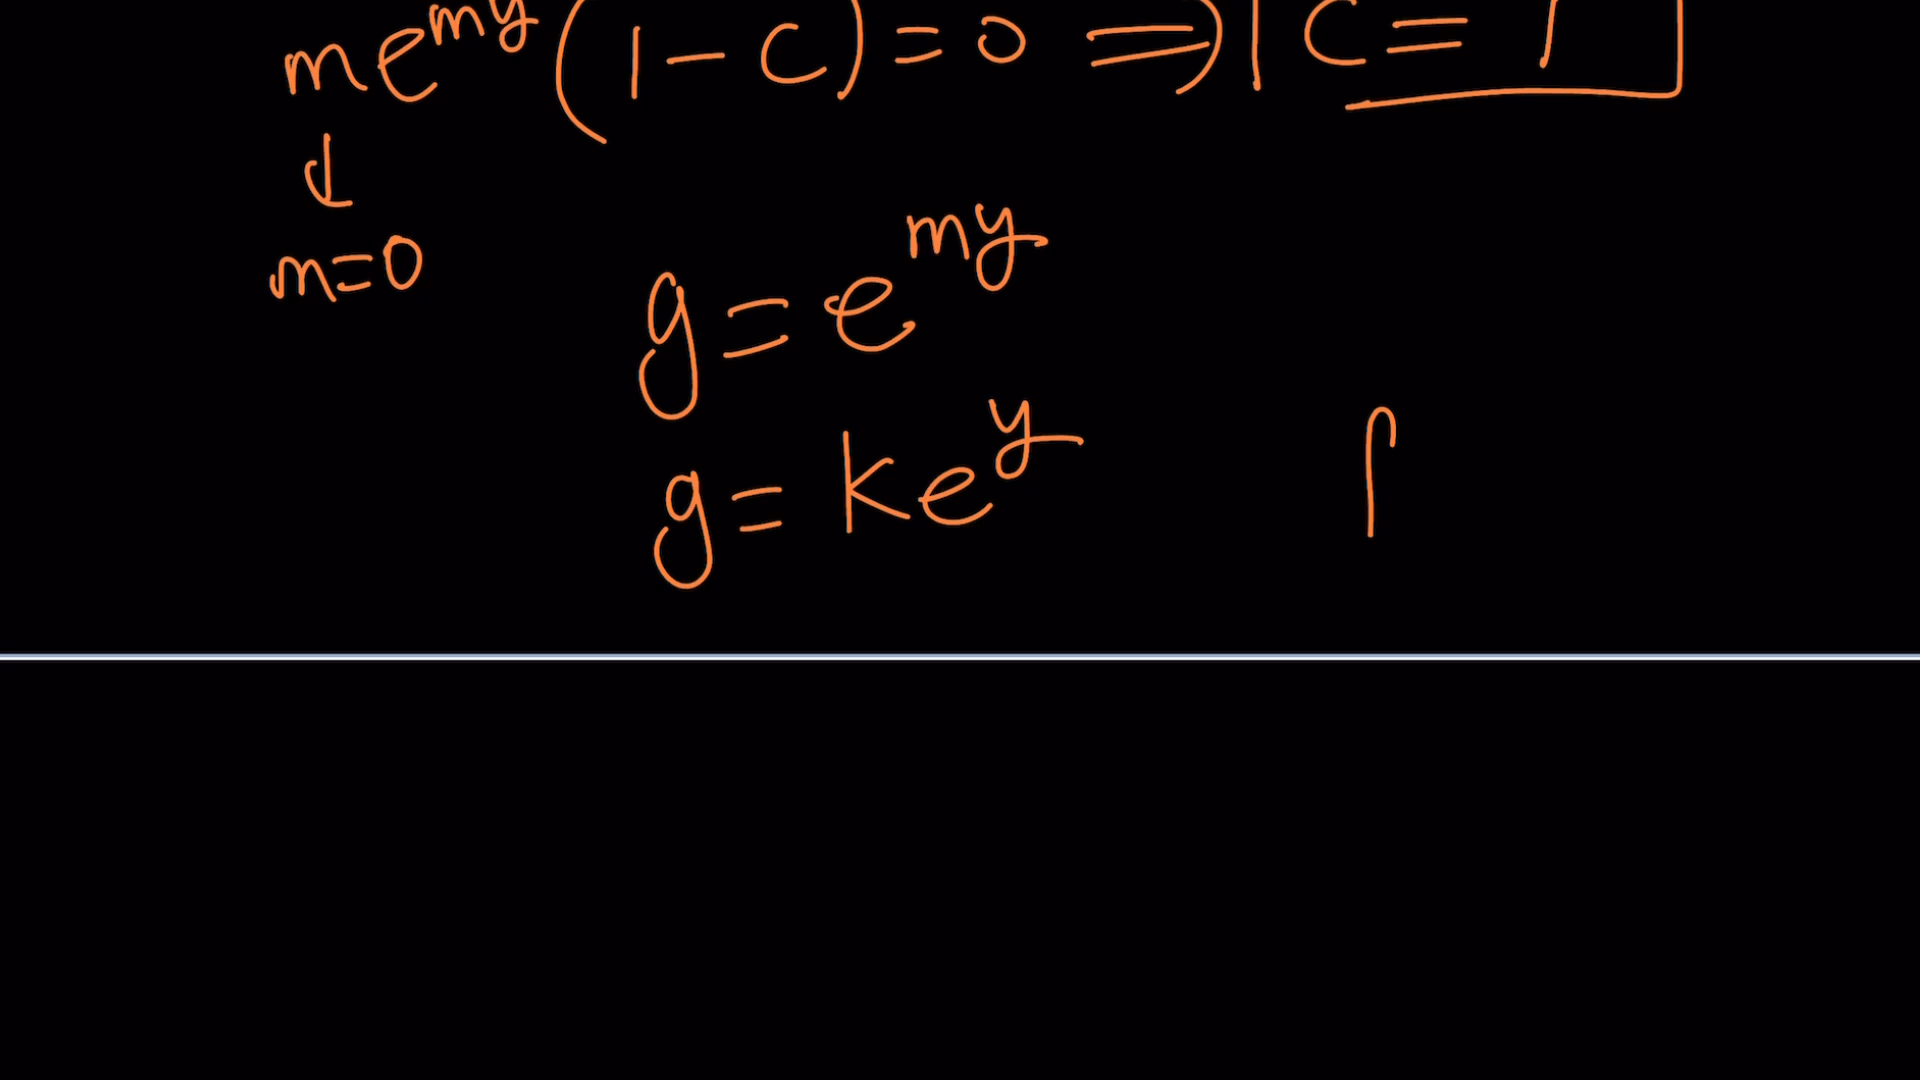 me^{my}(1-c)=0 ⇒ c=1
↓
m=0
g=e^{my}
g=ke^{y}